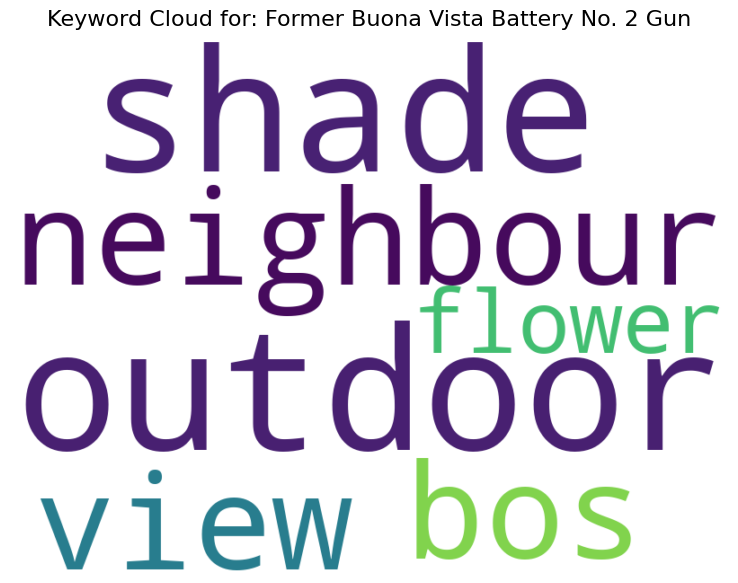 Keyword Cloud for: Former Buona Vista Battery No. 2 Gun
shade
neighbour
flower
outdoor
view bos